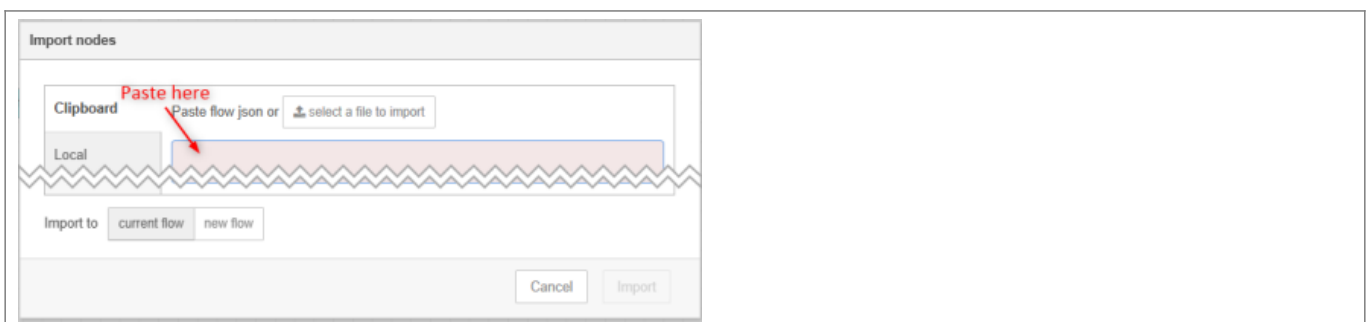 Import nodes
Paste here
Clipboard
Paste flow json or select a file to import
Local
Import to current flow new flow
Cancel Import